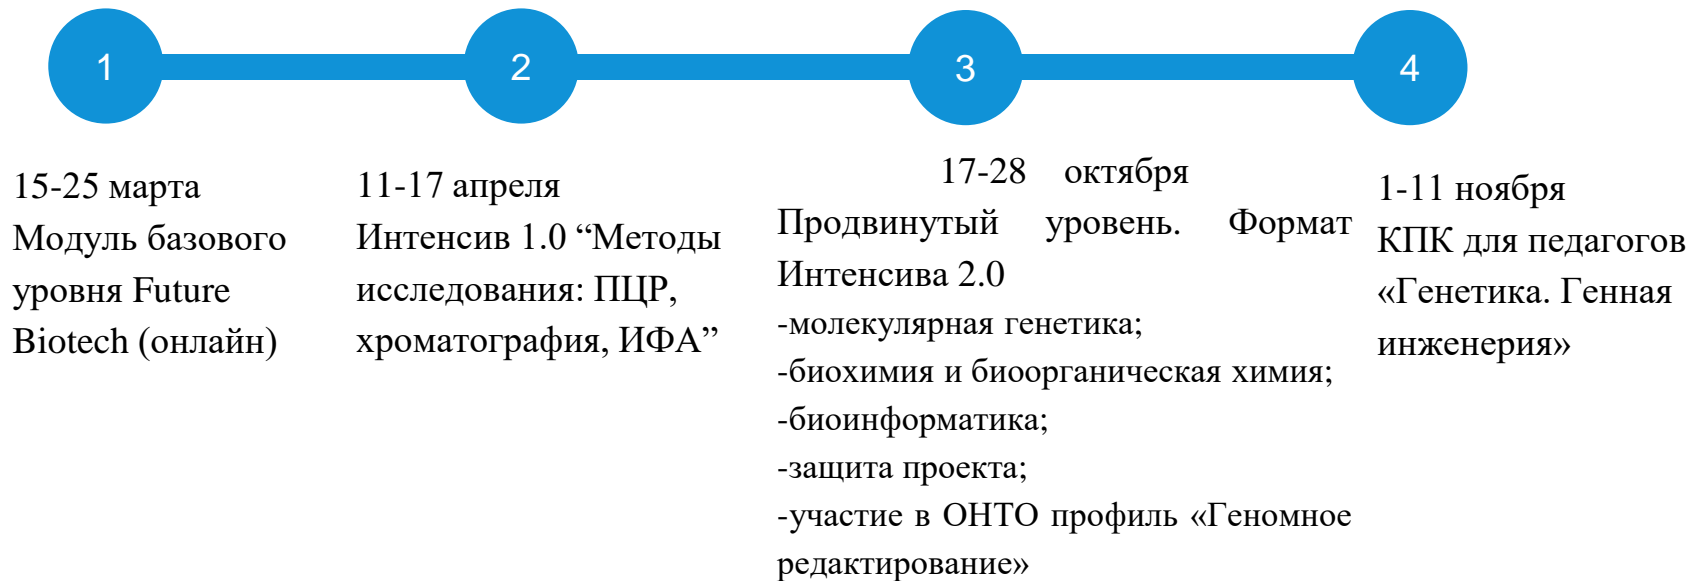 1
2
3
4
15-25 марта
Модуль базового
уровня Future
Biotech (онлайн)
11-17 апреля
Интенсив 1.0 “Методы
исследования: ПЦР,
хроматография, ИФА”
17-28 октября
Продвинутый уровень. Формат
Интенсива 2.0
-молекулярная генетика;
-биохимия и биоорганическая химия;
-биоинформатика;
-защита проекта;
-участие в ОНТО профиль «Геномное
редактирование»
1-11 ноября
КПК для педагогов
«Генетика. Генная
инженерия»